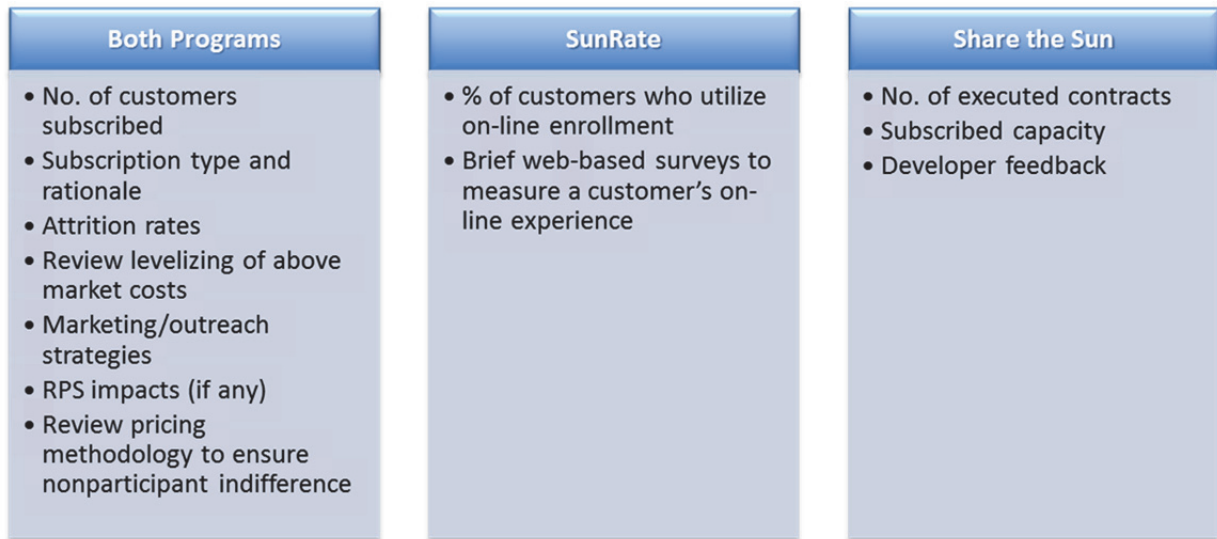 Both Programs
• No. of customers
subscribed
• Subscription type and
rationale
• Attrition rates
• Review levelizing of above
market costs
• Marketing/outreach
strategies
• RPS impacts (if any)
• Review pricing
methodology to ensure
nonparticipant indifference
SunRate
• % of customers who utilize
on-line enrollment
• Brief web-based surveys to
measure a customer’s on-
line experience
Share the Sun
• No. of executed contracts
• Subscribed capacity
• Developer feedback